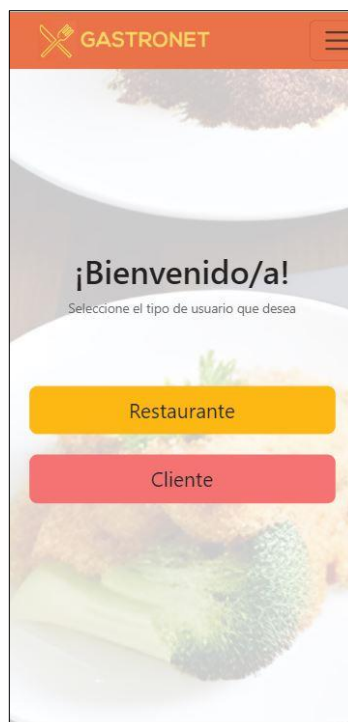 GASTRONET
¡Bienvenido/a!
Seleccione el tipo de usuario que desea
Restaurante
Cliente